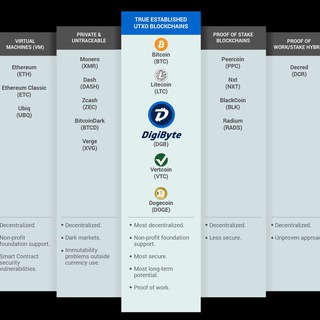 VIRTUAL
MACHINES (VM)
Ethereum
(ETH)
Ethereum Classic
(ETC)
Ubiq
(UBQ)
Decentralized.
Non-profit
foundation support.
Smart Contract
security
vulnerabilities.
PRIVATE &
UNTRACEABLE
Monero
(XMR)
Dash
(DASH)
Zcash
(ZEC)
BitcoinDark
(BTCD)
Verge
(XVG)
• Decentralized.
• Dark markets.
• Immutability
problems outside
currency use.
TRUE ESTABLISHED
UTXO BLOCKCHAINS
Bitcoin
(BTC)
Litecoin
(LTC)
DigiByte
(DGB)
Vertcoin
(VTC)
Dogecoin
(DOGE)
• Most decentralized.
• Non-profit foundation
support.
• Most secure.
• Most long-term
potential.
• Proof of work.
PROOF OF STAKE
BLOCKCHAINS
Peercoin
(PPC)
Nxt
(NXT)
BlackCoin
(BLK)
Radium
(RADS)
• Decentralized.
• Less secure.
PROOF OF
WORK/STAKE HYBR
Decred
(DCR)
• Decentralized.
• Unproven approa